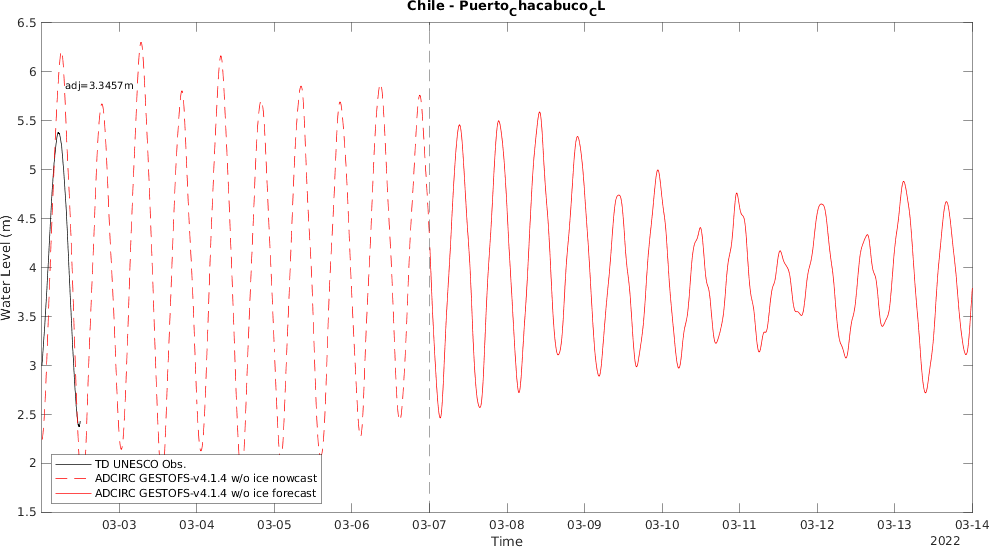 Chile - PuertoChacabucoCL
6.5
6
5.5
5
4.5
4
3.5
3
2.5
2
1.5
Water Level (m)
adj=3.3457m
TD UNESCO Obs.
ADCIRC GESTOFS-v4.1.4 w/o ice nowcast
ADCIRC GESTOFS-v4.1.4 w/o ice forecast
03-03 03-04 03-05 03-06 03-07 03-08 03-09 03-10 03-11 03-12 03-13 03-14
Time
2022